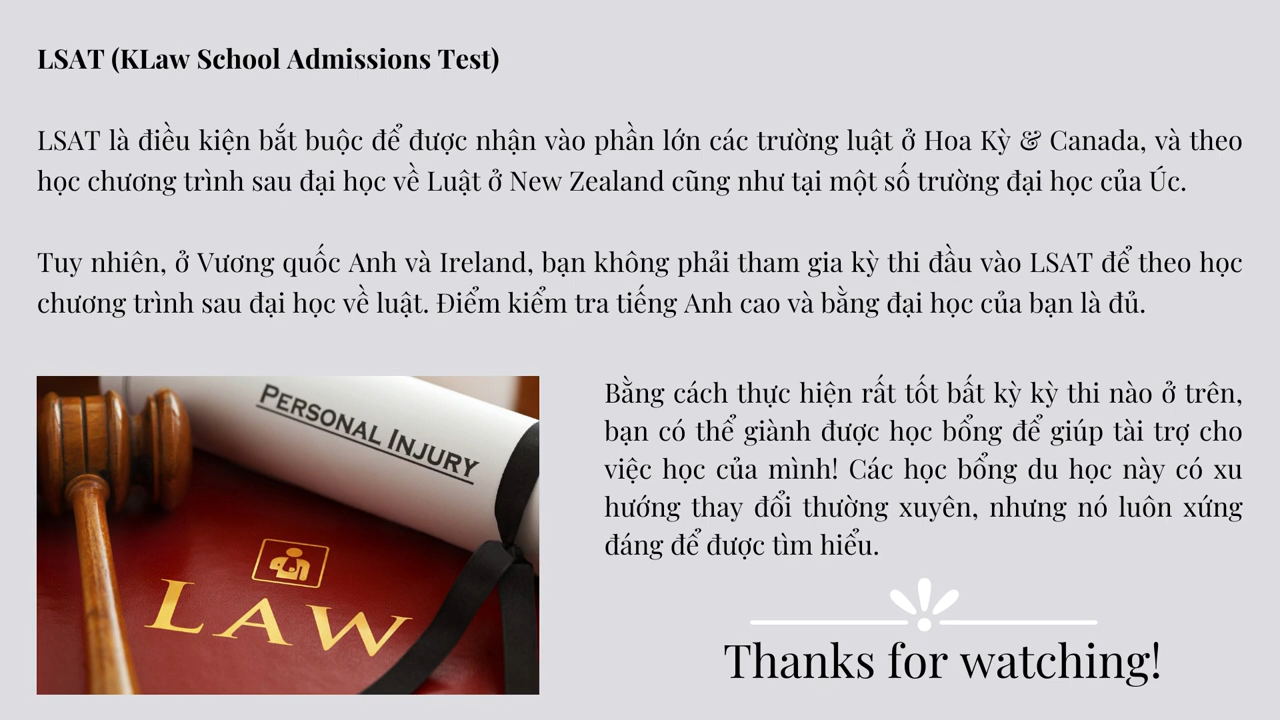 LSAT (KLaw School Admissions Test)
LSAT là điều kiện bắt buộc để được nhận vào phần lớn các trường luật ở Hoa Kỳ & Canada, và theo
học chương trình sau đại học về Luật ở New Zealand cũng như tại một số trường đại học của Úc.
Tuy nhiên, ở Vương quốc Anh và Ireland, bạn không phải tham gia kỳ thi đầu vào LSAT để theo học
chương trình sau đại học về luật. Điểm kiểm tra tiếng Anh cao và bằng đại học của bạn là đủ.
PERSONAL INJURY
LAW
Bằng cách thực hiện rất tốt bất kỳ kỳ thi nào ở trên,
bạn có thể giành được học bổng để giúp tài trợ cho
việc học của mình! Các học bổng du học này có xu
hướng thay đổi thường xuyên, nhưng nó luôn xứng
đáng để được tìm hiểu.
Thanks for watching!